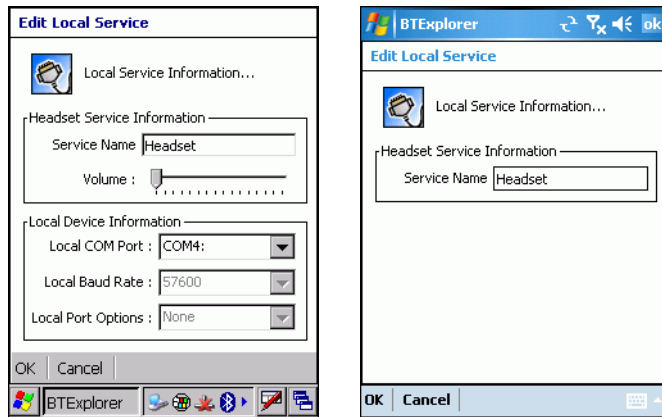 Edit Local Service
Local Service Information...
Headset Service Information
Service Name Headset
Volume :
Local Device Information
Local COM Port : COM4:
Local Baud Rate : 57600
Local Port Options : None
OK Cancel
BTExplorer
BTExplorer ok
Edit Local Service
Local Service Information...
Headset Service Information
Service Name Headset
OK Cancel